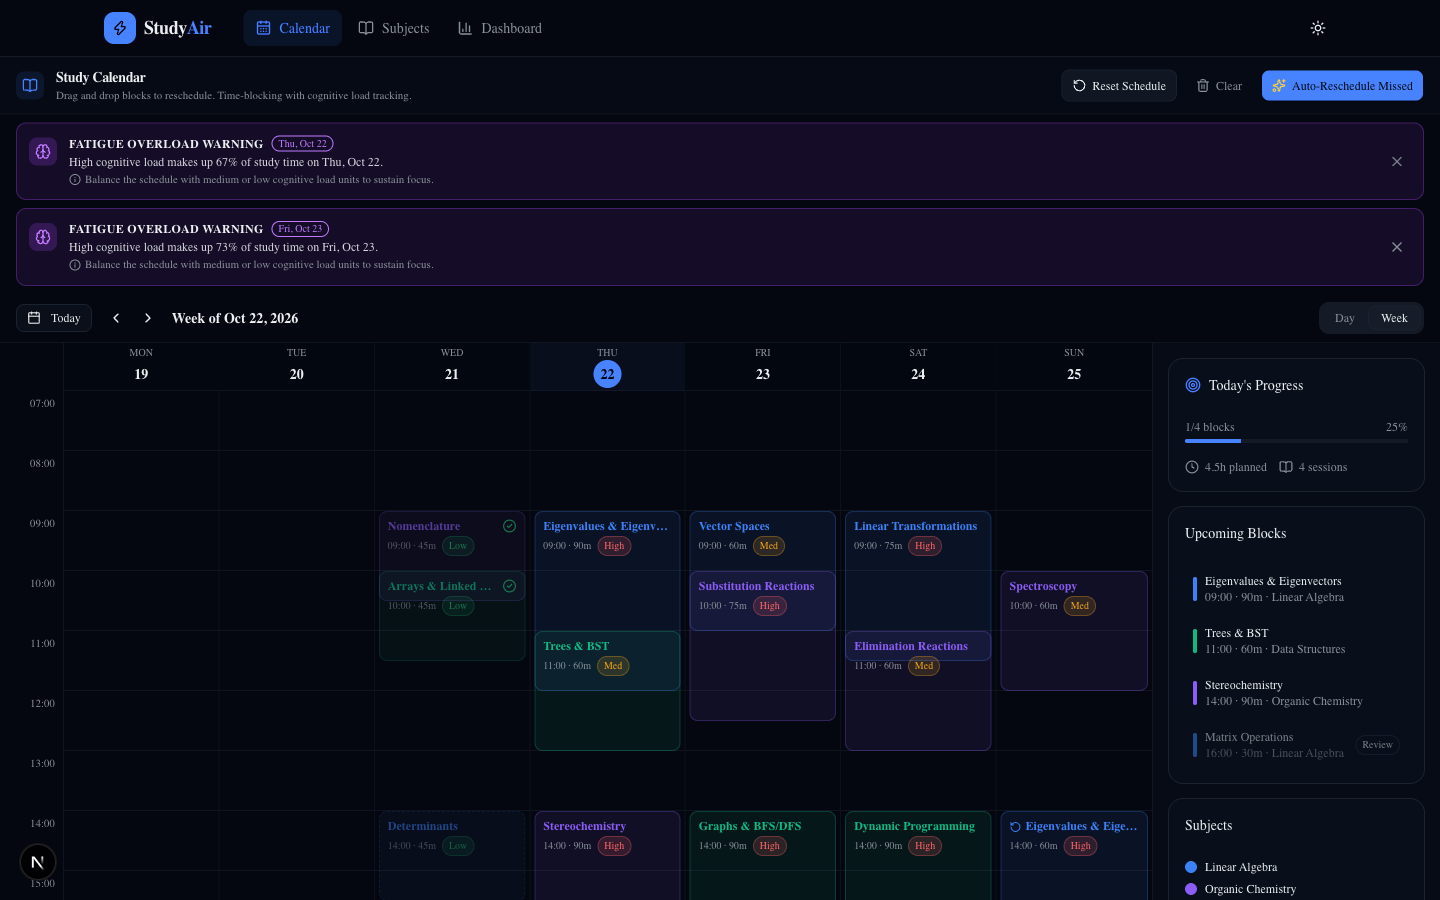 StudyAir
Calendar
Subjects
Dashboard
Study Calendar
Drag and drop blocks to reschedule. Time-blocking with cognitive load tracking.
Reset Schedule
Clear
Auto-Reschedule Missed
FATIGUE OVERLOAD WARNING Thu, Oct 22
High cognitive load makes up 67% of study time on Thu, Oct 22.
Balance the schedule with medium or low cognitive load units to sustain focus.
FATIGUE OVERLOAD WARNING Fri, Oct 23
High cognitive load makes up 73% of study time on Fri, Oct 23.
Balance the schedule with medium or low cognitive load units to sustain focus.
Today
Week of Oct 22, 2026
Day
Week
MON
19
TUE
20
WED
21
THU
22
FRI
23
SAT
24
SUN
25
07:00
08:00
09:00
10:00
11:00
12:00
13:00
14:00
15:00
Nomenclature
09:00 · 45m Low
Arrays & Linked ...
10:00 · 45m Low
Determinants
14:00 · 45m Low
Eigenvalues & Eigenv...
09:00 · 90m High
Trees & BST
11:00 · 60m Med
Stereochemistry
14:00 · 90m High
Vector Spaces
09:00 · 60m Med
Substitution Reactions
10:00 · 75m High
Graphs & BFS/DFS
14:00 · 90m High
Linear Transformations
09:00 · 75m High
Elimination Reactions
11:00 · 60m Med
Dynamic Programming
14:00 · 90m High
Spectroscopy
10:00 · 60m Med
Eigenvalues & Eige...
14:00 · 60m High
Today's Progress
1/4 blocks 25%
4.5h planned 4 sessions
Upcoming Blocks
Eigenvalues & Eigenvectors
09:00 · 90m · Linear Algebra
Trees & BST
11:00 · 60m · Data Structures
Stereochemistry
14:00 · 90m · Organic Chemistry
Matrix Operations
16:00 · 30m · Linear Algebra
Review
Subjects
Linear Algebra
Organic Chemistry
N